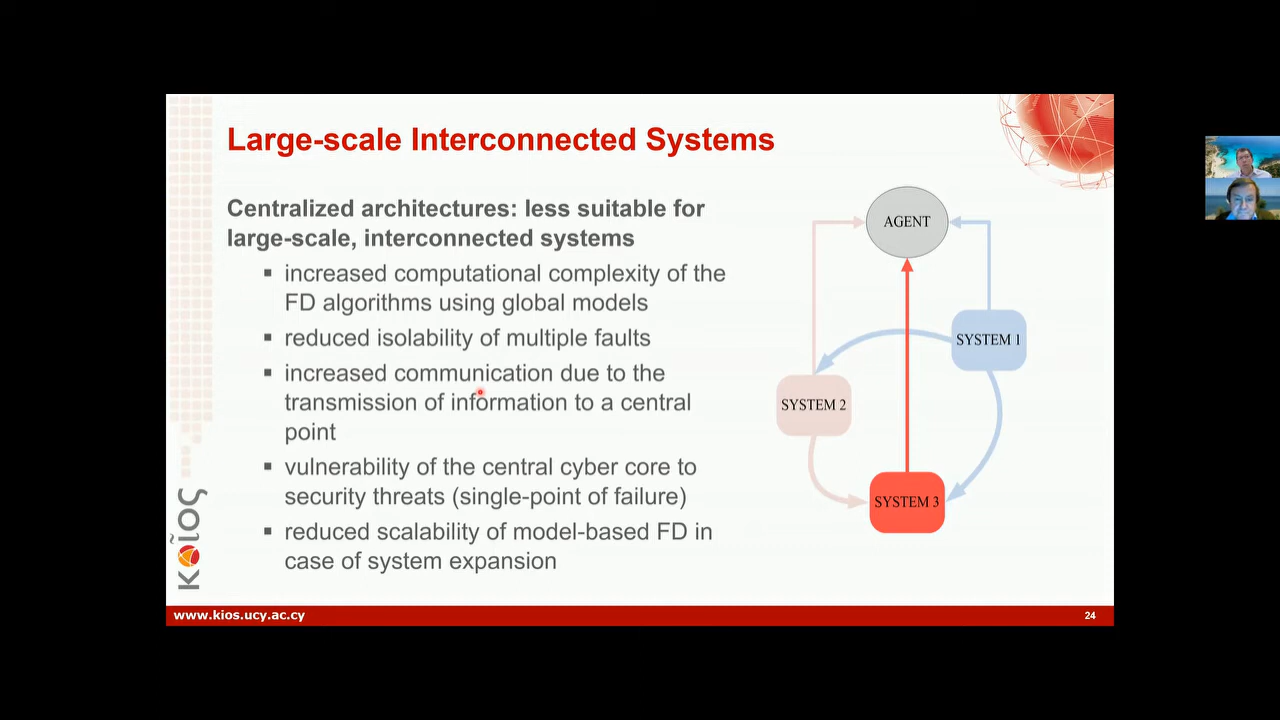 Large-scale Interconnected Systems
Centralized architectures: less suitable for
large-scale, interconnected systems
▪ increased computational complexity of the
FD algorithms using global models
▪ reduced isolability of multiple faults
▪ increased communication due to the
transmission of information to a central
point
▪ vulnerability of the central cyber core to
security threats (single-point of failure)
▪ reduced scalability of model-based FD in
case of system expansion
AGENT
SYSTEM 1
SYSTEM 2
SYSTEM 3
κοῖος
www.kios.ucy.ac.cy
24